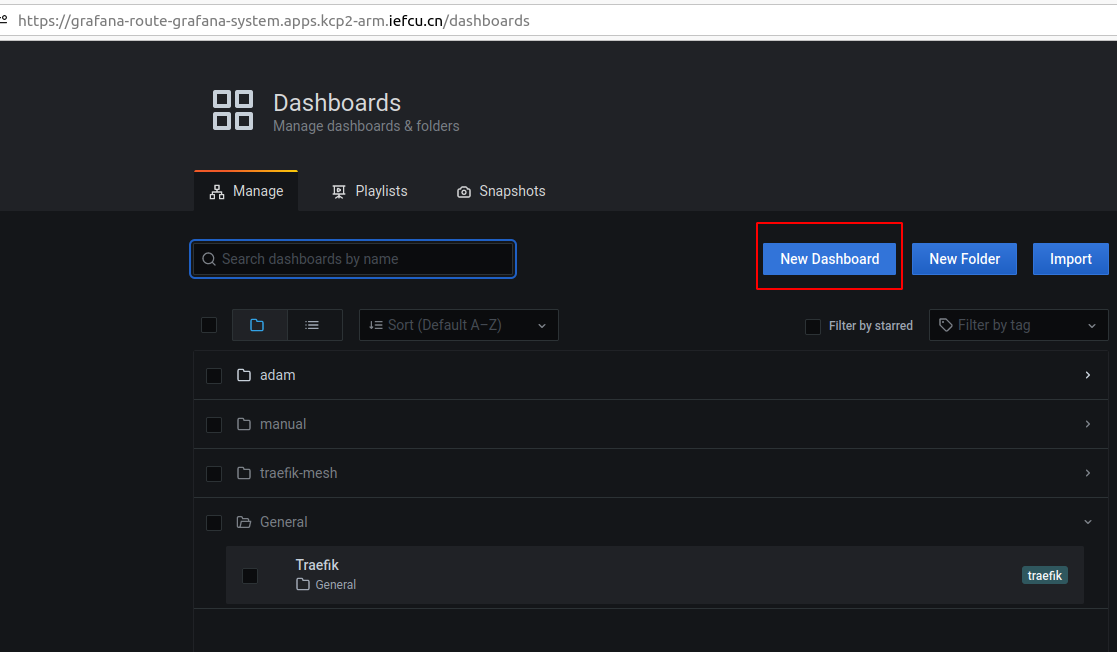 https://grafana-route-grafana-system.apps.kcp2-arm.iefcu.cn/dashboards
Dashboards
Manage dashboards & folders
Manage Playlists Snapshots
Search dashboards by name New Dashboard New Folder Import
Sort (Default A–Z) Filter by starred Filter by tag
adam
manual
traefik-mesh
General
Traefik
General traefik